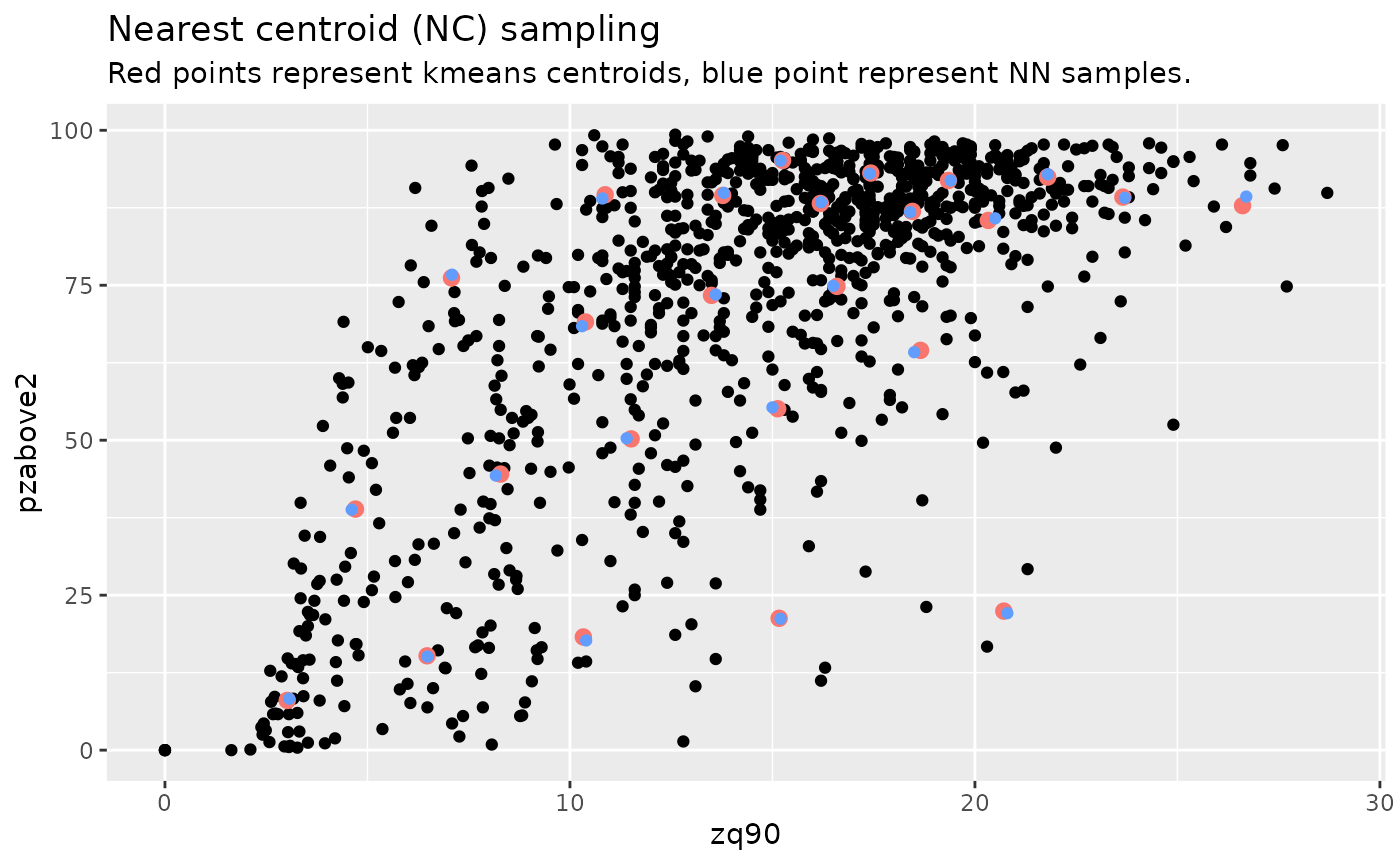 Nearest centroid (NC) sampling
Red points represent kmeans centroids, blue point represent NN samples.
100
75
50
25
0
pzabove2
0 10 20 30
zq90